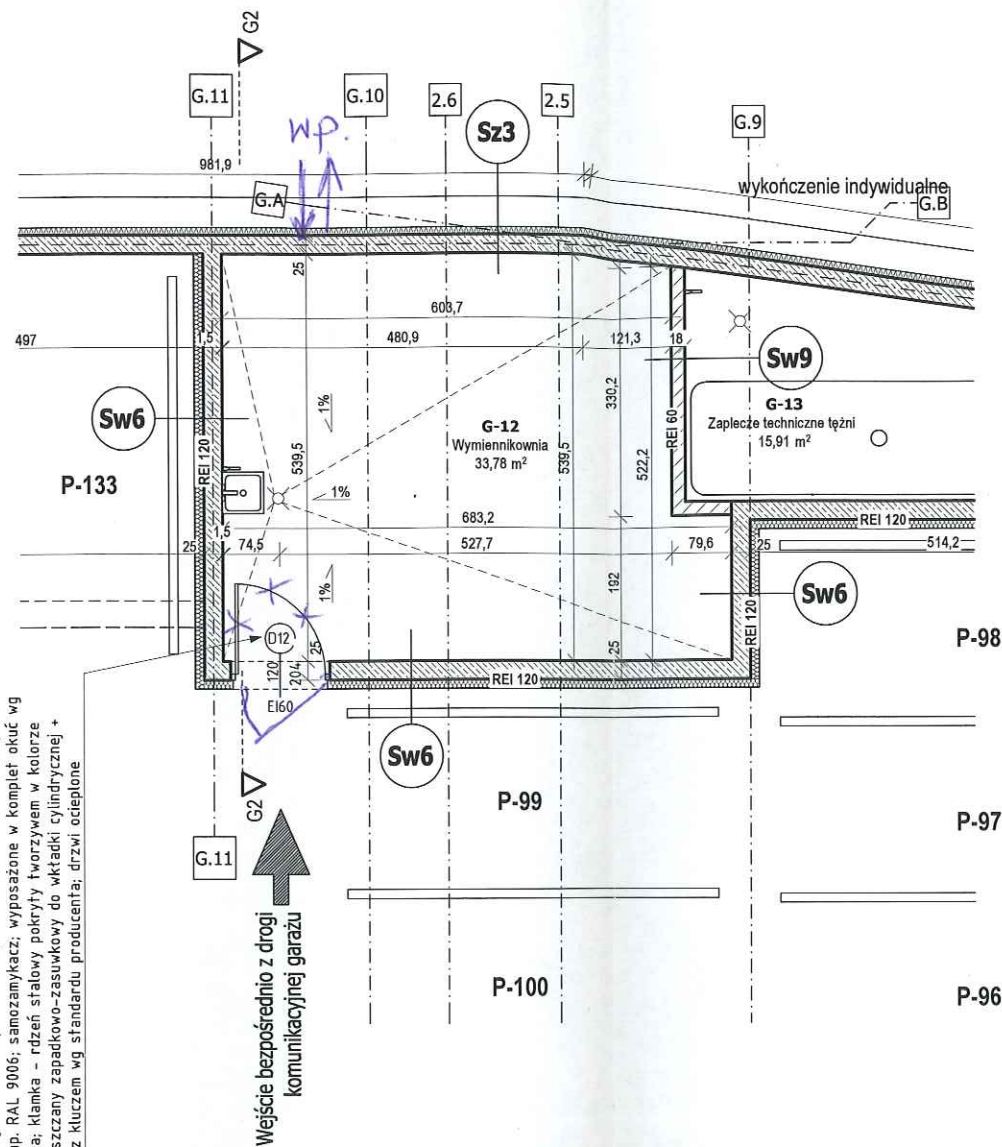 G2
G.11
G.10
2.6
2.5
G.9
wp.
Sz3
981,9
G.A
wykończenie indywidualne
G.B
25
603,7
497
1,5
480,9
121,3
18
Sw9
Sw6
REI 120
1%
330,2
REI 60
G-12
Wymiennikownia
33,78 m²
G-13
Zaplecze techniczne tężni
15,91 m²
P-133
539,5
539,5
522,2
1%
683,2
REI 120
1,5
25
74,5
527,7
79,6
25
514,2
1%
192
Sw6
D12
25
120
204
EI60
25
REI 120
REI 120
P-98
Sw6
G2
P-99
P-97
G.11
Wejście bezpośrednio z drogi
komunikacyjnej garażu
P-100
P-96
np. RAL 9006; samozamykacz; wyposażone w komplet okuć wg
a; klamka - rdzeń stalowy pokryty tworzywem w kolorze
szczany zapadkowo-zasuwkowy do wkładki cylindrycznej +
z kluczem wg standardu producenta; drzwi ocieplone